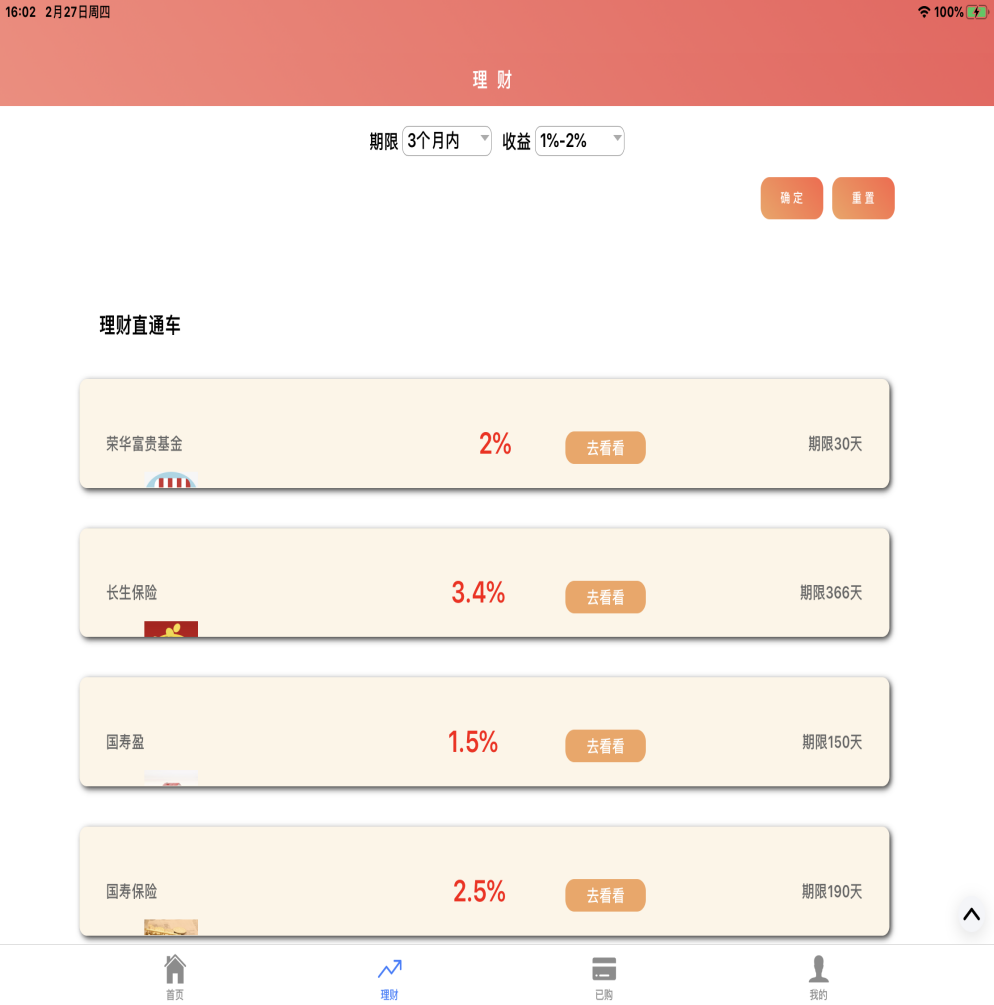 16:02 2月27日周四 100%
理 财
期限 3个月内 收益 1%-2%
确 定 重 置
理财直通车
荣华富贵基金 2% 去看看 期限30天
长生保险 3.4% 去看看 期限366天
国寿盈 1.5% 去看看 期限150天
国寿保险 2.5% 去看看 期限190天
首页 理财 已购 我的